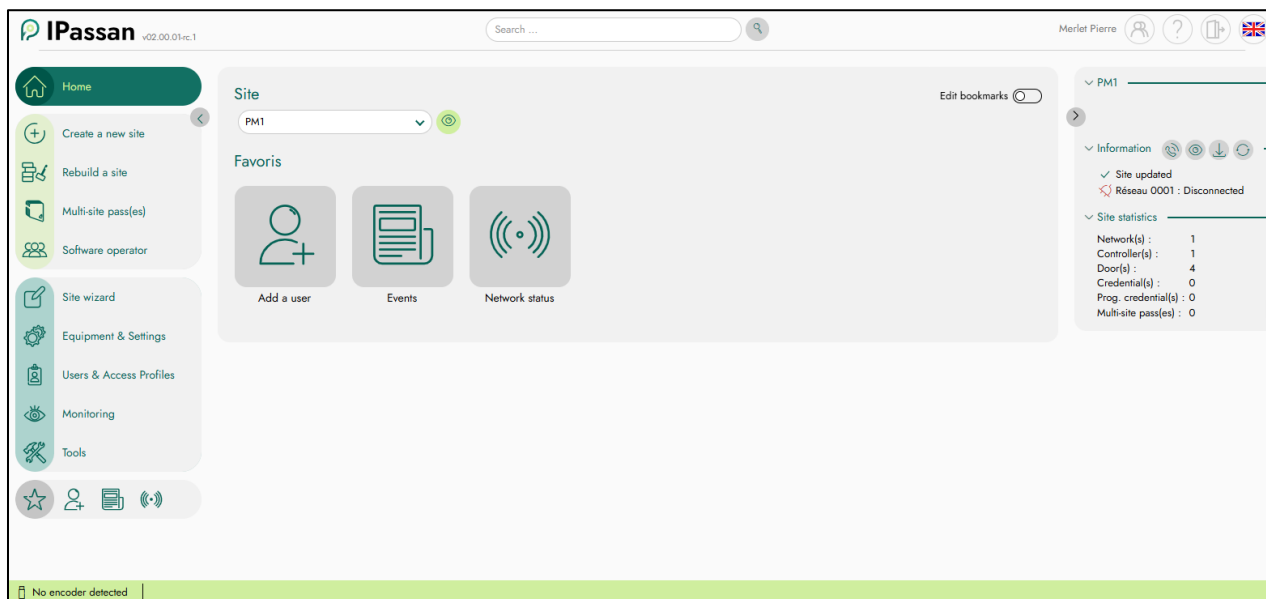 IPassan v02.00.01-rc.1
Search ...
Merlet Pierre
?
Home
Create a new site
Rebuild a site
Multi-site pass(es)
Software operator
Site wizard
Equipment & Settings
Users & Access Profiles
Monitoring
Tools
Site
Edit bookmarks
PM1
Favoris
Add a user
Events
Network status
PM1
Information
Site updated
Réseau 0001 : Disconnected
Site statistics
Network(s) : 1
Controller(s) : 1
Door(s) : 4
Credential(s) : 0
Prog. credential(s) : 0
Multi-site pass(es) : 0
No encoder detected